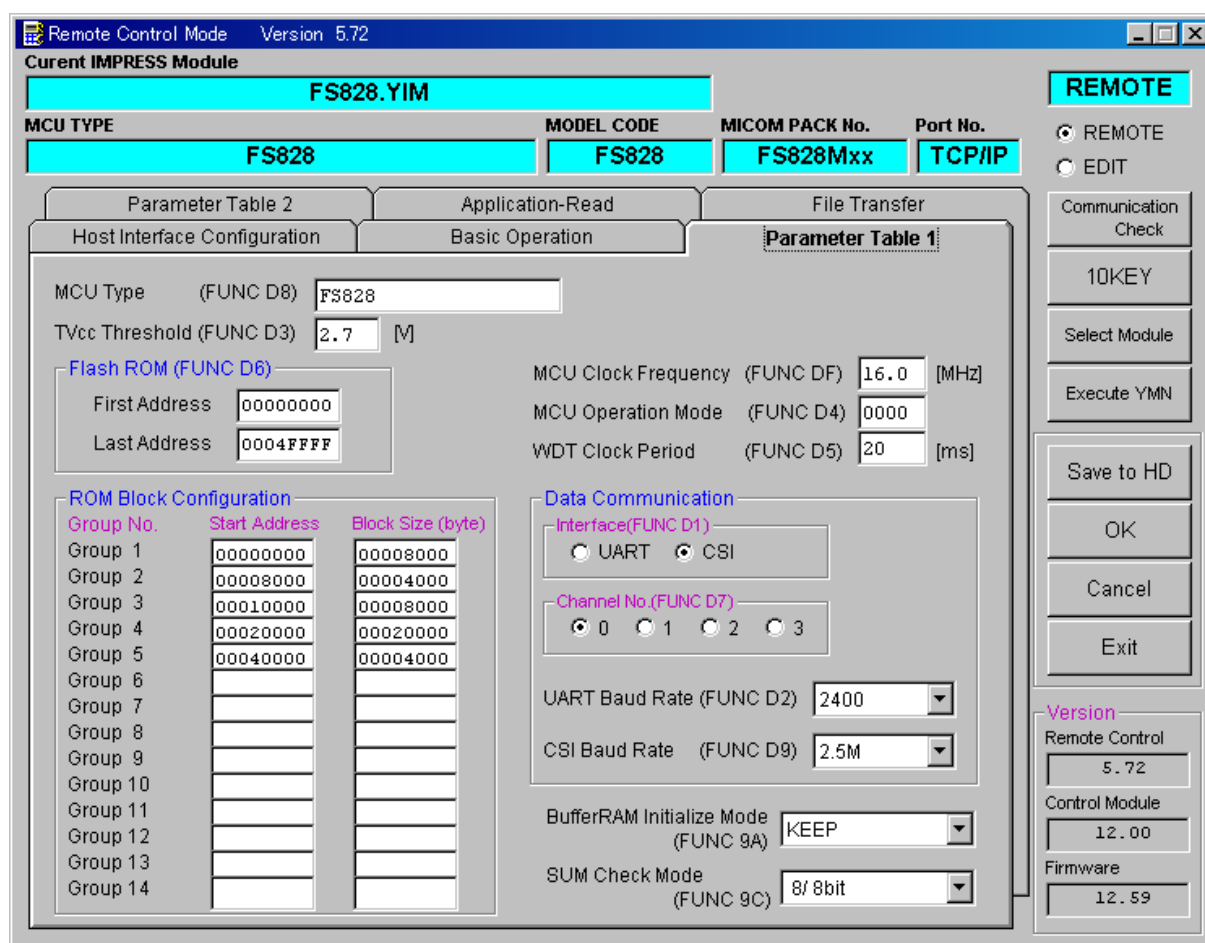 Remote Control Mode Version 5.72
Curent IMPRESS Module
FS828.YIM
REMOTE
MCU TYPE MODEL CODE MICOM PACK No. Port No.
FS828 FS828 FS828Mxx TCP/IP
REMOTE
EDIT
Parameter Table 2 Application-Read File Transfer
Host Interface Configuration Basic Operation Parameter Table 1
MCU Type (FUNC D8) FS828
TVcc Threshold (FUNC D3) 2.7 [V]
Flash ROM (FUNC D6)
First Address 00000000
Last Address 0004FFFF
MCU Clock Frequency (FUNC DF) 16.0 [MHz]
MCU Operation Mode (FUNC D4) 0000
WDT Clock Period (FUNC D5) 20 [ms]
ROM Block Configuration
Group No. Start Address Block Size (byte)
Group 1 00000000 00008000
Group 2 00008000 00004000
Group 3 00010000 00008000
Group 4 00020000 00020000
Group 5 00040000 00004000
Group 6
Group 7
Group 8
Group 9
Group 10
Group 11
Group 12
Group 13
Group 14
Data Communication
Interface(FUNC D1)
UART CSI
Channel No.(FUNC D7)
0 1 2 3
UART Baud Rate (FUNC D2) 2400
CSI Baud Rate (FUNC D9) 2.5M
BufferRAM Initialize Mode
(FUNC 9A) KEEP
SUM Check Mode
(FUNC 9C) 8/ 8bit
Communication
Check
10KEY
Select Module
Execute YMN
Save to HD
OK
Cancel
Exit
Version
Remote Control
5.72
Control Module
12.00
Firmware
12.59